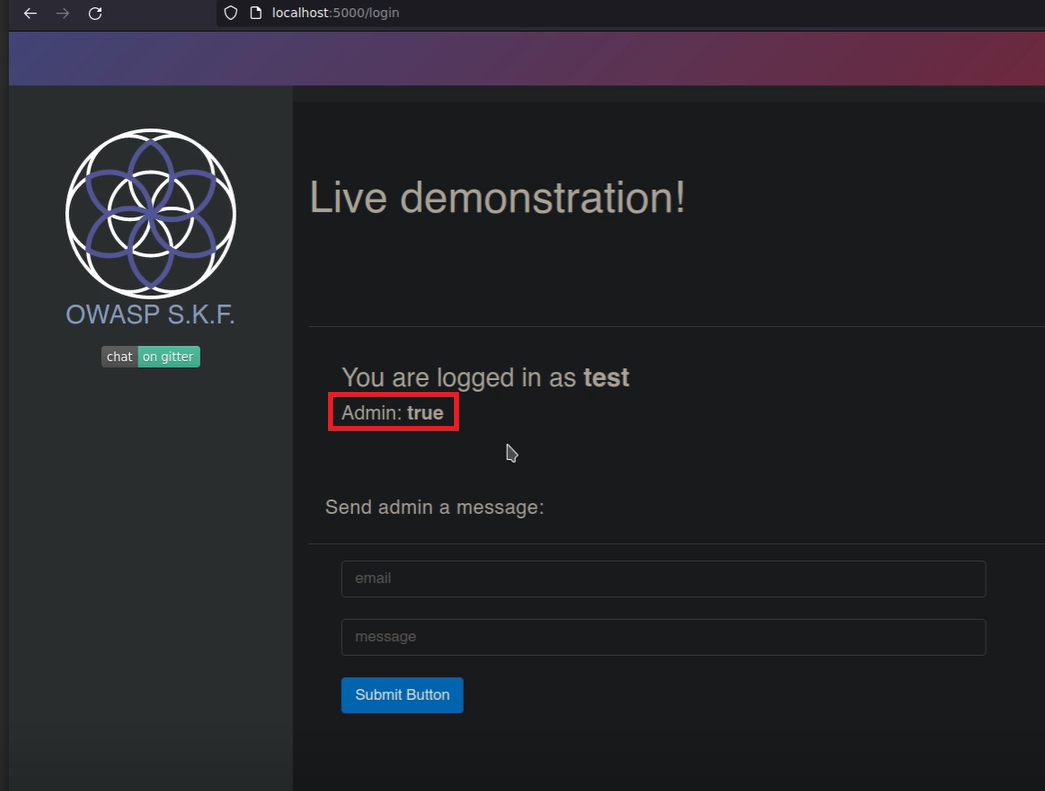 localhost:5000/login
Live demonstration!
OWASP S.K.F.
chat on gitter
You are logged in as test
Admin: true
Send admin a message:
email
message
Submit Button